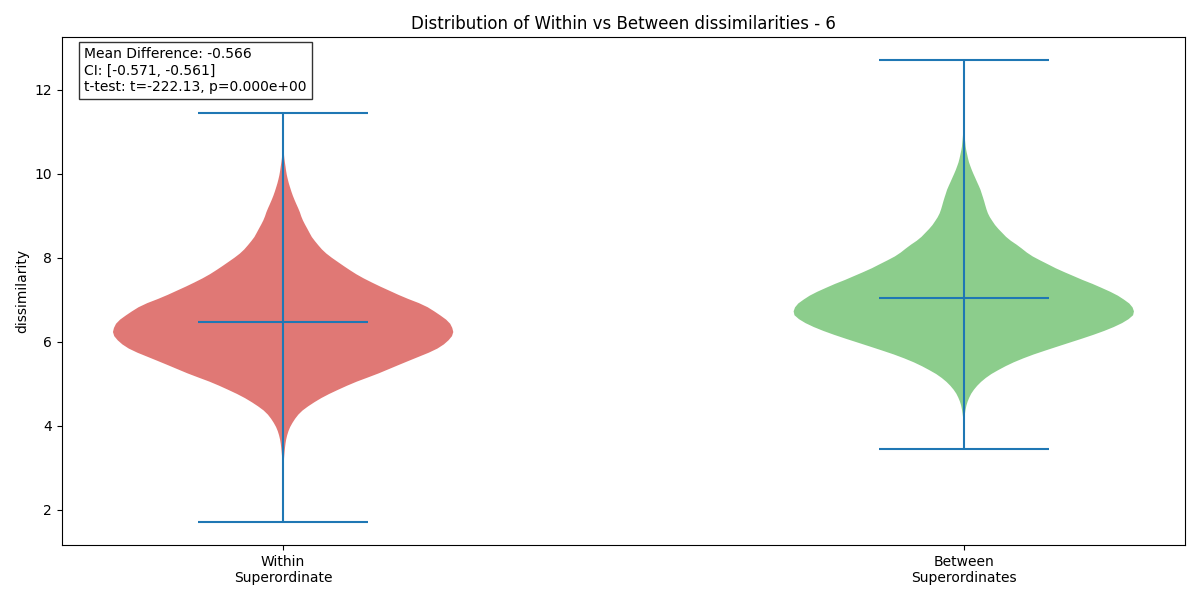 Distribution of Within vs Between dissimilarities - 6
Mean Difference: -0.566
CI: [-0.571, -0.561]
t-test: t=-222.13, p=0.000e+00
12
10
8
6
4
2
dissimilarity
Within
Superordinate
Between
Superordinates